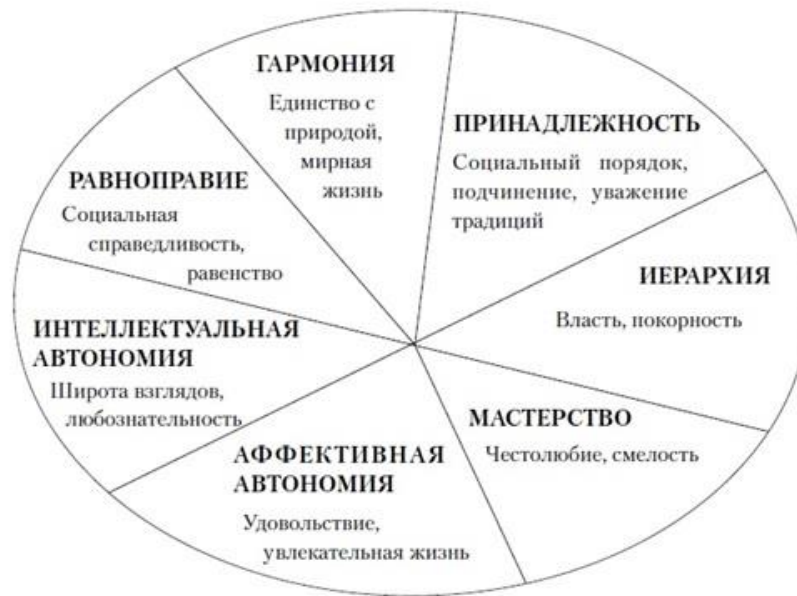 ГАРМОНИЯ
Единство с
природой,
мирная
жизнь
ПРИНАДЛЕЖНОСТЬ
Социальный порядок,
подчинение, уважение
традиций
РАВНОПРАВИЕ
Социальная
справедливость,
равенство
ИЕРАРХИЯ
Власть, покорность
ИНТЕЛЛЕКТУАЛЬНАЯ
АВТОНОМИЯ
Широта взглядов,
любознательность
МАСТЕРСТВО
Честолюбие, смелость
АФФЕКТИВНАЯ
АВТОНОМИЯ
Удовольствие,
увлекательная жизнь